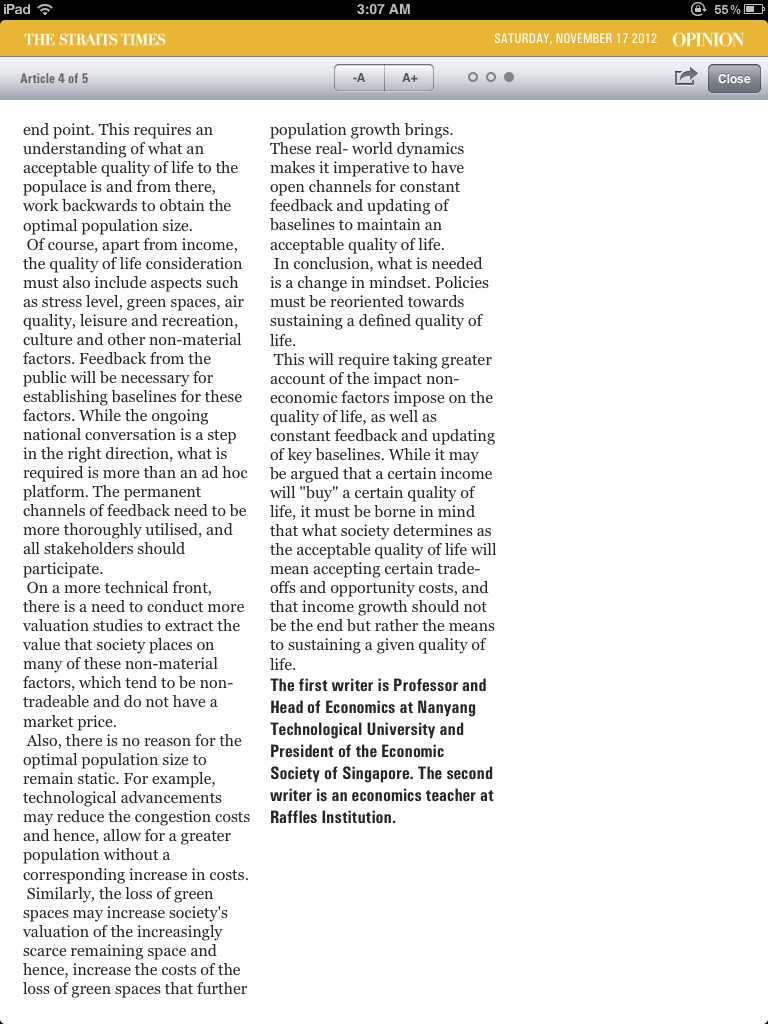 iPad
3:07 AM
55%
THE STRAITS TIMES
SATURDAY, NOVEMBER 17 2012
OPINION
Article 4 of 5
-A
A+
Close
end point. This requires an
understanding of what an
acceptable quality of life to the
populace is and from there,
work backwards to obtain the
optimal population size.
Of course, apart from income,
the quality of life consideration
must also include aspects such
as stress level, green spaces, air
quality, leisure and recreation,
culture and other non-material
factors. Feedback from the
public will be necessary for
establishing baselines for these
factors. While the ongoing
national conversation is a step
in the right direction, what is
required is more than an ad hoc
platform. The permanent
channels of feedback need to be
more thoroughly utilised, and
all stakeholders should
participate.
On a more technical front,
there is a need to conduct more
valuation studies to extract the
value that society places on
many of these non-material
factors, which tend to be non-
tradeable and do not have a
market price.
Also, there is no reason for the
optimal population size to
remain static. For example,
technological advancements
may reduce the congestion costs
and hence, allow for a greater
population without a
corresponding increase in costs.
Similarly, the loss of green
spaces may increase society's
valuation of the increasingly
scarce remaining space and
hence, increase the costs of the
loss of green spaces that further
population growth brings.
These real- world dynamics
makes it imperative to have
open channels for constant
feedback and updating of
baselines to maintain an
acceptable quality of life.
In conclusion, what is needed
is a change in mindset. Policies
must be reoriented towards
sustaining a defined quality of
life.
This will require taking greater
account of the impact non-
economic factors impose on the
quality of life, as well as
constant feedback and updating
of key baselines. While it may
be argued that a certain income
will "buy" a certain quality of
life, it must be borne in mind
that what society determines as
the acceptable quality of life will
mean accepting certain trade-
offs and opportunity costs, and
that income growth should not
be the end but rather the means
to sustaining a given quality of
life.
The first writer is Professor and
Head of Economics at Nanyang
Technological University and
President of the Economic
Society of Singapore. The second
writer is an economics teacher at
Raffles Institution.